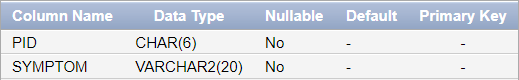 Column Name Data Type Nullable Default Primary Key
PID CHAR(6) No - -
SYMPTOM VARCHAR2(20) No - -